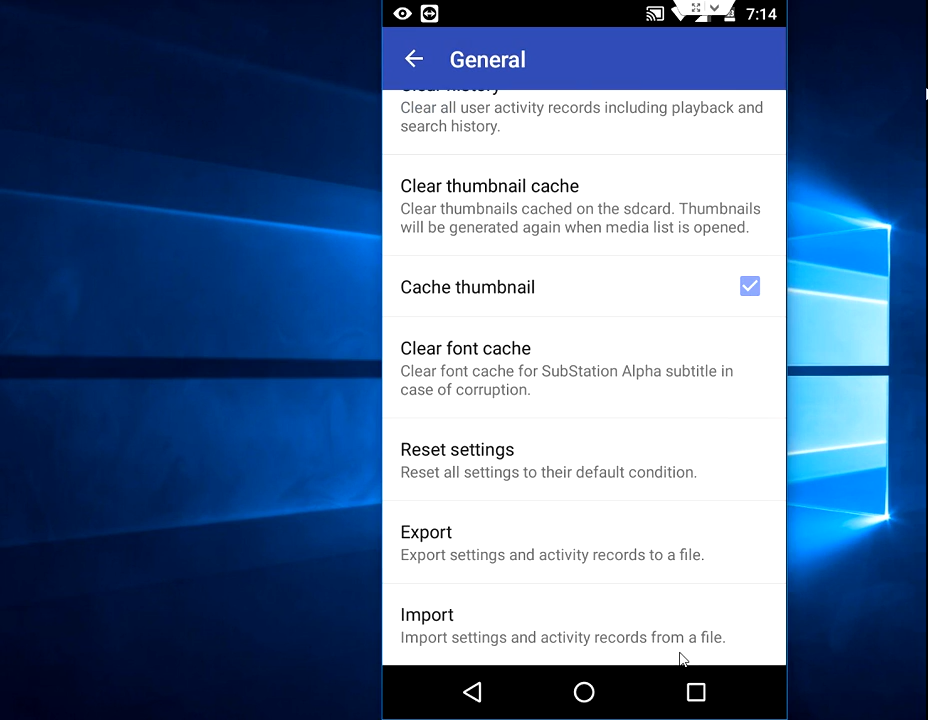 7:14
General
Clear history
Clear all user activity records including playback and
search history.
Clear thumbnail cache
Clear thumbnails cached on the sdcard. Thumbnails
will be generated again when media list is opened.
Cache thumbnail
Clear font cache
Clear font cache for SubStation Alpha subtitle in
case of corruption.
Reset settings
Reset all settings to their default condition.
Export
Export settings and activity records to a file.
Import
Import settings and activity records from a file.